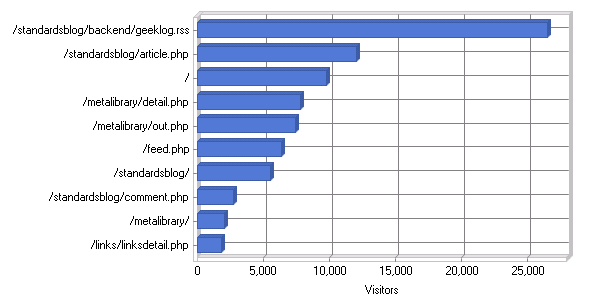 /standardsblog/backend/geeklog.rss
/standardsblog/article.php
/
/metalibrary/detail.php
/metalibrary/out.php
/feed.php
/standardsblog/
/standardsblog/comment.php
/metalibrary/
/links/linksdetail.php
0 5,000 10,000 15,000 20,000 25,000
Visitors